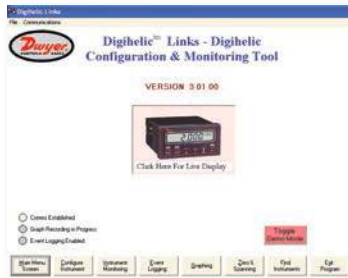 Digihelic Links
File Communications
Dwyer
Digihelic™ Links - Digihelic
Configuration & Monitoring Tool
VERSION 3 01 00
2.000
Click Here For Live Display
Comms Established
Graph Recording in Progress
Event Logging Enabled
Toggle
Demo Mode
Main Menu Screen
Configure Instrument
Instrument Monitoring
Event Logging
Graphing
Zero & Spanning
Find Instruments
Exit Program